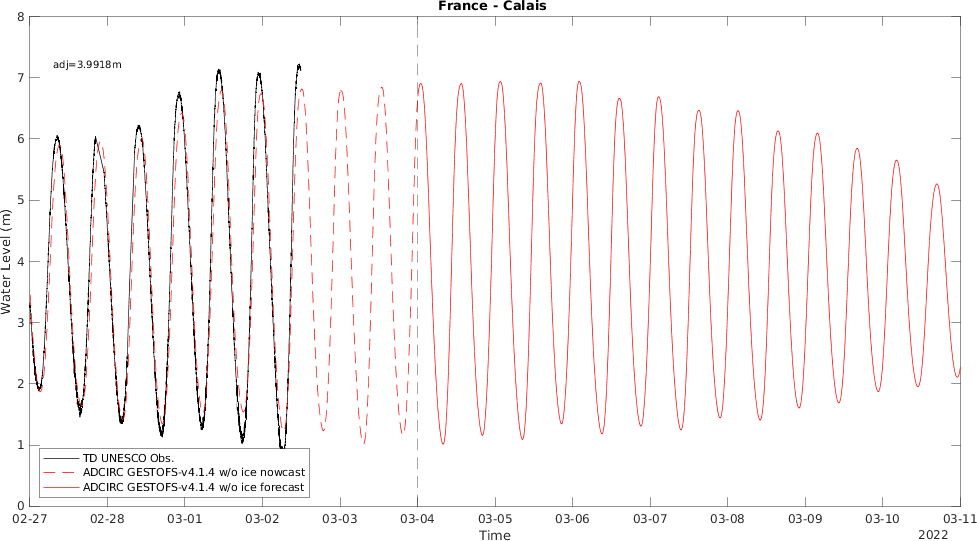 France - Calais
adj=3.9918m
8
7
6
5
4
3
2
1
0
Water Level (m)
TD UNESCO Obs.
ADCIRC GESTOFS-v4.1.4 w/o ice nowcast
ADCIRC GESTOFS-v4.1.4 w/o ice forecast
02-27 02-28 03-01 03-02 03-03 03-04 03-05 03-06 03-07 03-08 03-09 03-10 03-11
Time
2022